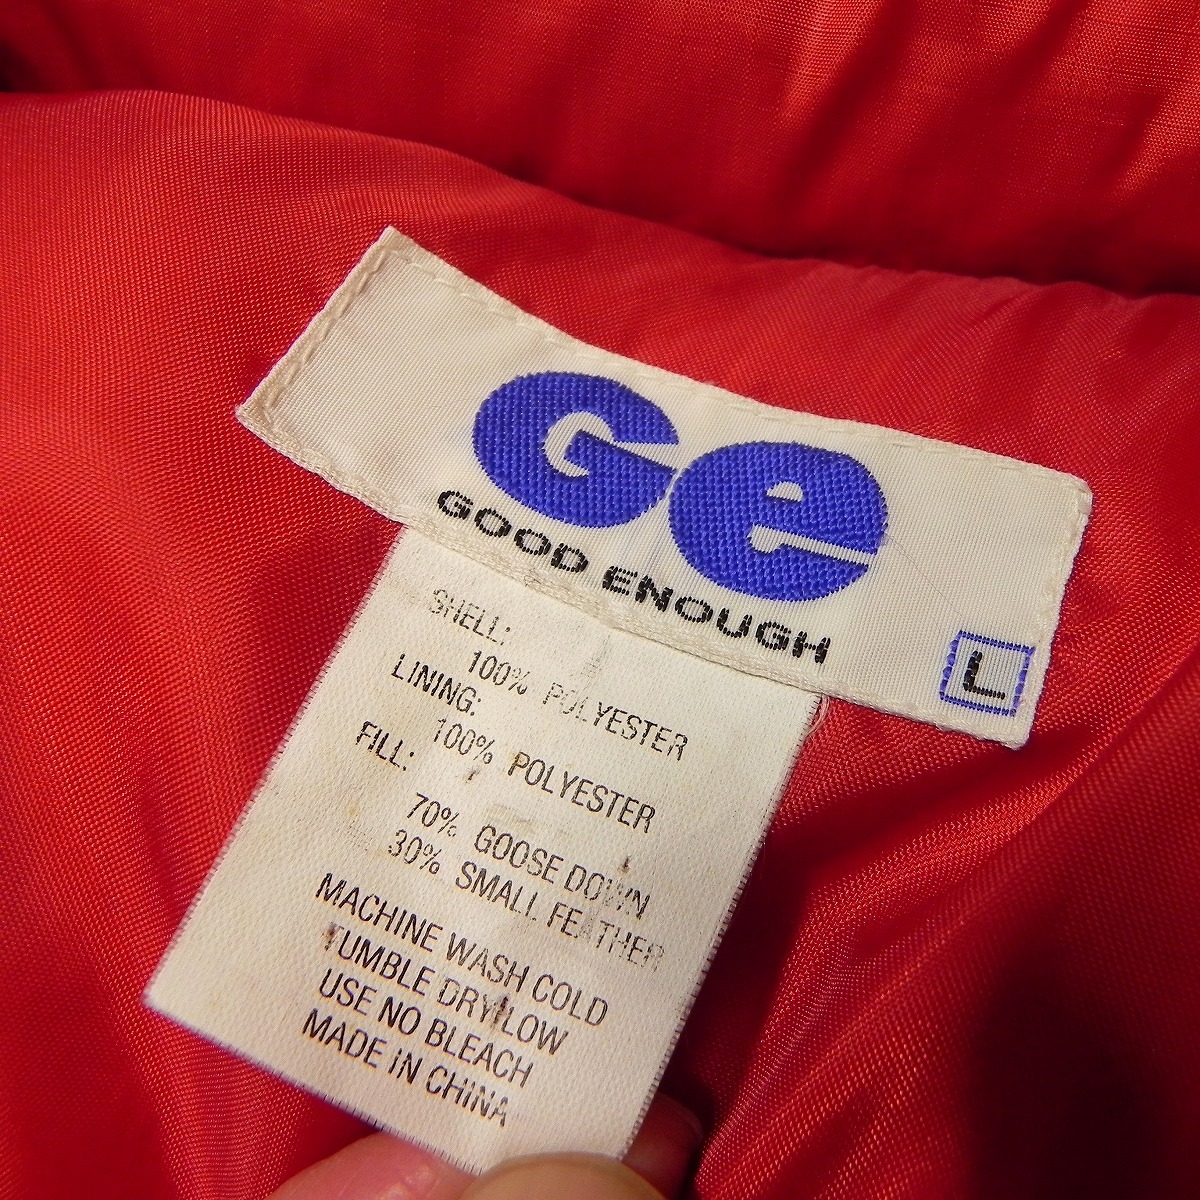 Ge
GOOD ENOUGH
L
SHELL:
100% POLYESTER
LINING:
100% POLYESTER
FILL:
70% GOOSE DOWN
30% SMALL FEATHER
MACHINE WASH COLD
TUMBLE DRY LOW
USE NO BLEACH
MADE IN CHINA